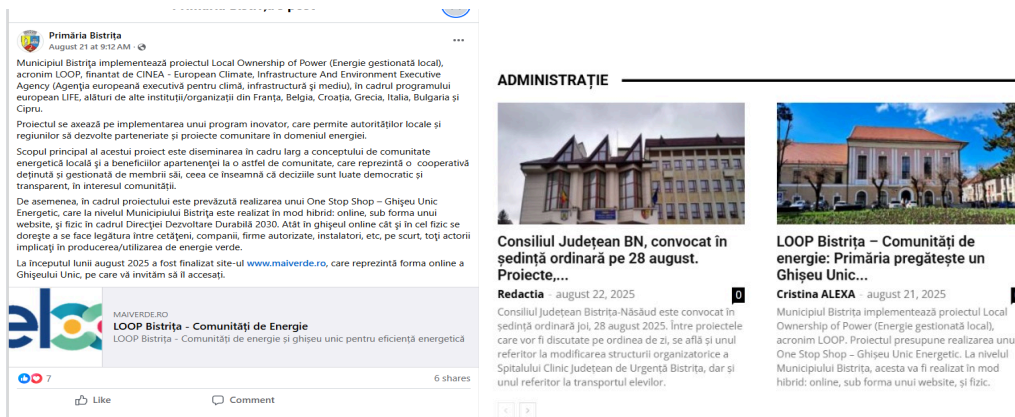 Primăria Bistrița
August 21 at 9:12 AM ·
Municipiul Bistrița implementează proiectul Local Ownership of Power (Energie gestionată local),
acronim LOOP, finantat de CINEA - European Climate, Infrastructure And Environment Executive
Agency (Agenția europeană executivă pentru climă, infrastructură şi mediu), în cadrul programului
european LIFE, alături de alte instituții/organizații din Franța, Belgia, Croația, Grecia, Italia, Bulgaria și
Cipru.
Proiectul se axează pe implementarea unui program inovator, care permite autorităților locale și
regiunilor să dezvolte parteneriate și proiecte comunitare în domeniul energiei.
Scopul principal al acestui proiect este diseminarea în cadru larg a conceptului de comunitate
energetică locală şi a beneficiilor apartenenţei la o astfel de comunitate, care reprezintă o cooperativă
deținută și gestionată de membrii săi, ceea ce înseamnă că deciziile sunt luate democratic și
transparent, în interesul comunității.
De asemenea, în cadrul proiectului este prevăzută realizarea unui One Stop Shop – Ghișeu Unic
Energetic, care la nivelul Municipiului Bistriţa este realizat în mod hibrid: online, sub forma unui
website, şi fizic în cadrul Direcţiei Dezvoltare Durabilă 2030. Atât în ghişeul online cât şi în cel fizic se
doreşte a se face legătura între cetăţeni, companii, firme autorizate, instalatori, etc, pe scurt, toţi actorii
implicaţi în producerea/utilizarea de energie verde.
La începutul lunii august 2025 a fost finalizat site-ul www.maiverde.ro, care reprezintă forma online a
Ghişeului Unic, pe care vă invităm să îl accesați.
MAIVERDE.RO
LOOP Bistrița - Comunități de Energie
LOOP Bistrița - Comunități de energie și ghișeu unic pentru eficiență energetică
7
6 shares
Like
Comment
ADMINISTRAȚIE
Consiliul Județean BN, convocat în
ședință ordinară pe 28 august.
Proiecte,...
Redactia - august 22, 2025
0
Consiliul Județean Bistrița-Năsăud este convocat în
ședință ordinară joi, 28 august 2025. Între proiectele
care vor fi discutate pe ordinea de zi, se află și unul
referitor la modificarea structurii organizatorice a
Spitalului Clinic Județean de Urgență Bistrița, dar și
unul referitor la transportul elevilor.
LOOP Bistrița – Comunități de
energie: Primăria pregătește un
Ghișeu Unic...
Cristina ALEXA - august 21, 2025
Municipiul Bistrița implementează proiectul Local
Ownership of Power (Energie gestionată local),
acronim LOOP. Proiectul presupune realizarea unui
One Stop Shop – Ghișeu Unic Energetic. La nivelul
Municipiului Bistrița, acesta va fi realizat în mod
hibrid: online, sub forma unui website, și fizic.